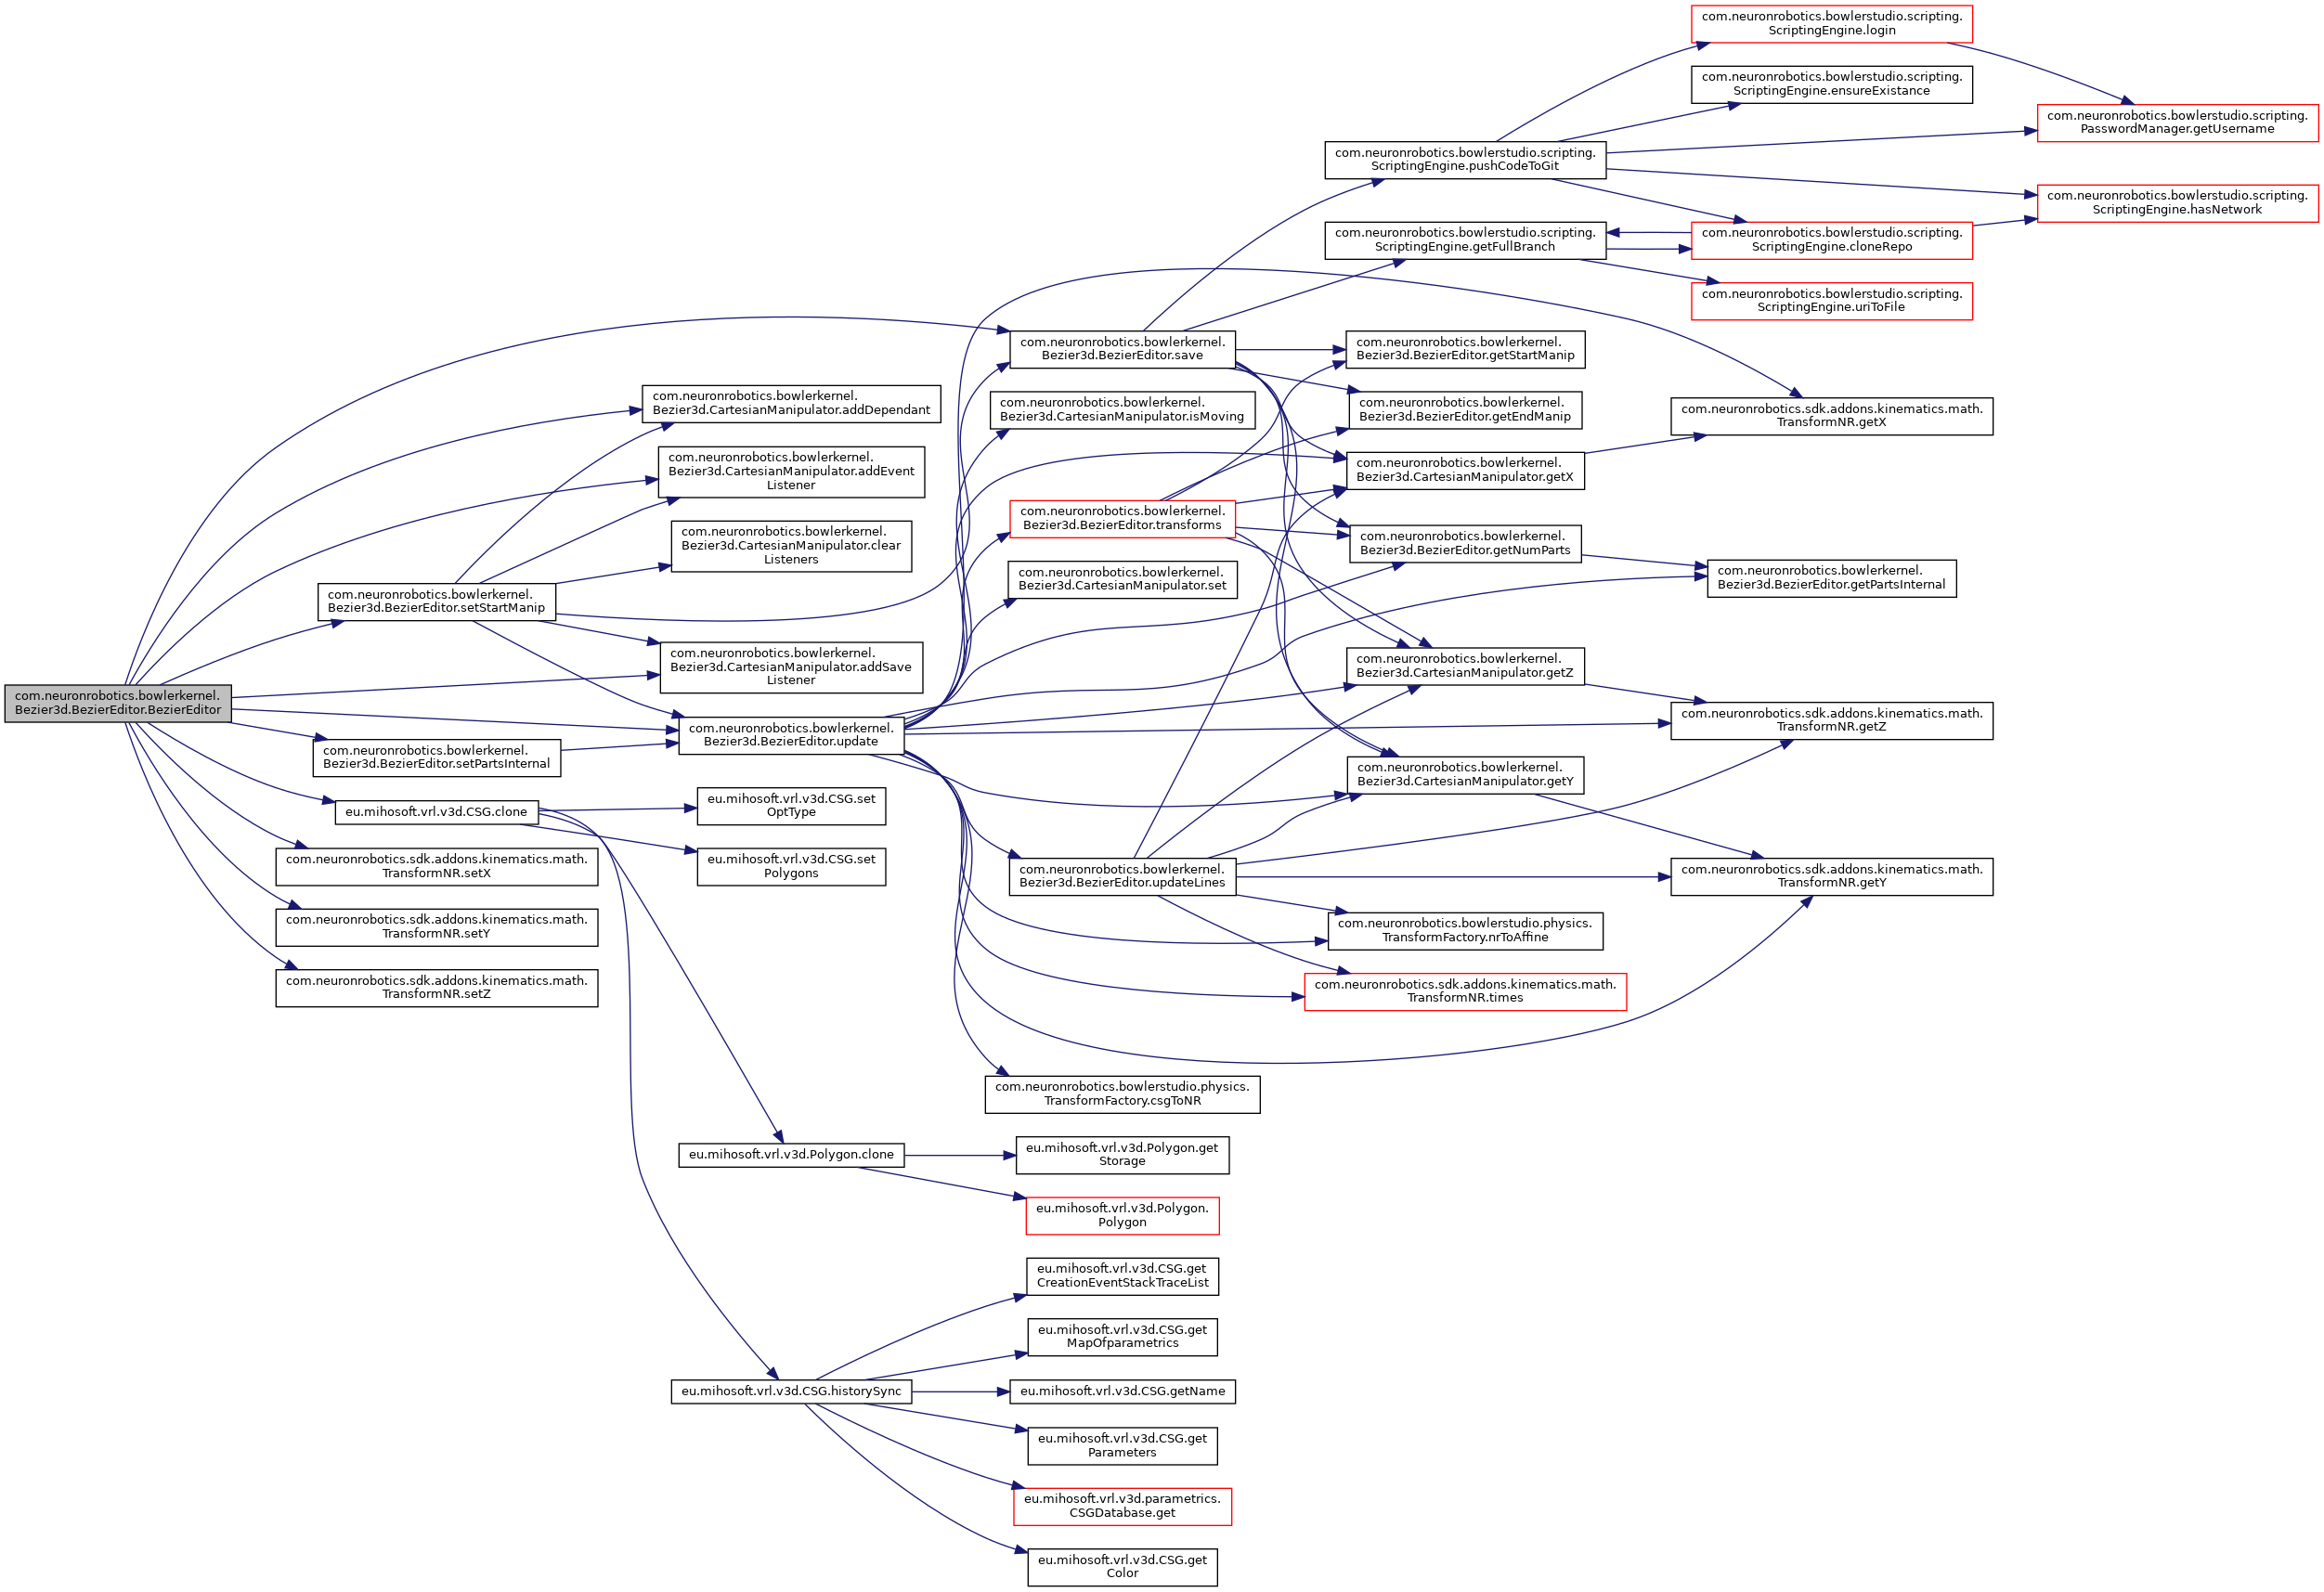 com.neuronrobotics.bowlerkernel.
Bezier3d.BezierEditor.BezierEditor
com.neuronrobotics.bowlerkernel.
Bezier3d.BezierEditor.setStartManip
com.neuronrobotics.bowlerkernel.
Bezier3d.BezierEditor.setPartsInternal
eu.mihosoft.vrl.v3d.CSG.clone
com.neuronrobotics.sdk.addons.kinematics.math.
TransformNR.setX
com.neuronrobotics.sdk.addons.kinematics.math.
TransformNR.setY
com.neuronrobotics.sdk.addons.kinematics.math.
TransformNR.setZ
com.neuronrobotics.bowlerkernel.
Bezier3d.CartesianManipulator.addDependant
com.neuronrobotics.bowlerkernel.
Bezier3d.CartesianManipulator.addEvent
Listener
com.neuronrobotics.bowlerkernel.
Bezier3d.CartesianManipulator.clear
Listeners
com.neuronrobotics.bowlerkernel.
Bezier3d.CartesianManipulator.addSave
Listener
com.neuronrobotics.bowlerkernel.
Bezier3d.BezierEditor.update
eu.mihosoft.vrl.v3d.CSG.set
OptType
eu.mihosoft.vrl.v3d.CSG.set
Polygons
eu.mihosoft.vrl.v3d.Polygon.clone
eu.mihosoft.vrl.v3d.CSG.historySync
com.neuronrobotics.bowlerkernel.
Bezier3d.BezierEditor.save
com.neuronrobotics.bowlerkernel.
Bezier3d.CartesianManipulator.isMoving
com.neuronrobotics.bowlerkernel.
Bezier3d.BezierEditor.transforms
com.neuronrobotics.bowlerkernel.
Bezier3d.CartesianManipulator.set
com.neuronrobotics.bowlerkernel.
Bezier3d.BezierEditor.updateLines
com.neuronrobotics.bowlerstudio.physics.
TransformFactory.csgToNR
eu.mihosoft.vrl.v3d.Polygon.get
Storage
eu.mihosoft.vrl.v3d.Polygon.
Polygon
eu.mihosoft.vrl.v3d.CSG.get
CreationEventStackTraceList
eu.mihosoft.vrl.v3d.CSG.get
MapOfparametrics
eu.mihosoft.vrl.v3d.CSG.getName
eu.mihosoft.vrl.v3d.CSG.get
Parameters
eu.mihosoft.vrl.v3d.parametrics.
CSGDatabase.get
eu.mihosoft.vrl.v3d.CSG.get
Color
com.neuronrobotics.bowlerstudio.scripting.
ScriptingEngine.pushCodeToGit
com.neuronrobotics.bowlerstudio.scripting.
ScriptingEngine.getFullBranch
com.neuronrobotics.bowlerkernel.
Bezier3d.BezierEditor.getStartManip
com.neuronrobotics.bowlerkernel.
Bezier3d.BezierEditor.getEndManip
com.neuronrobotics.bowlerkernel.
Bezier3d.CartesianManipulator.getX
com.neuronrobotics.bowlerkernel.
Bezier3d.BezierEditor.getNumParts
com.neuronrobotics.bowlerkernel.
Bezier3d.CartesianManipulator.getZ
com.neuronrobotics.bowlerkernel.
Bezier3d.CartesianManipulator.getY
com.neuronrobotics.bowlerstudio.physics.
TransformFactory.nrToAffine
com.neuronrobotics.sdk.addons.kinematics.math.
TransformNR.times
com.neuronrobotics.bowlerstudio.scripting.
ScriptingEngine.login
com.neuronrobotics.bowlerstudio.scripting.
ScriptingEngine.ensureExistance
com.neuronrobotics.bowlerstudio.scripting.
ScriptingEngine.cloneRepo
com.neuronrobotics.bowlerstudio.scripting.
ScriptingEngine.uriToFile
com.neuronrobotics.sdk.addons.kinematics.math.
TransformNR.getX
com.neuronrobotics.bowlerkernel.
Bezier3d.BezierEditor.getPartsInternal
com.neuronrobotics.sdk.addons.kinematics.math.
TransformNR.getZ
com.neuronrobotics.sdk.addons.kinematics.math.
TransformNR.getY
com.neuronrobotics.bowlerstudio.scripting.
PasswordManager.getUsername
com.neuronrobotics.bowlerstudio.scripting.
ScriptingEngine.hasNetwork